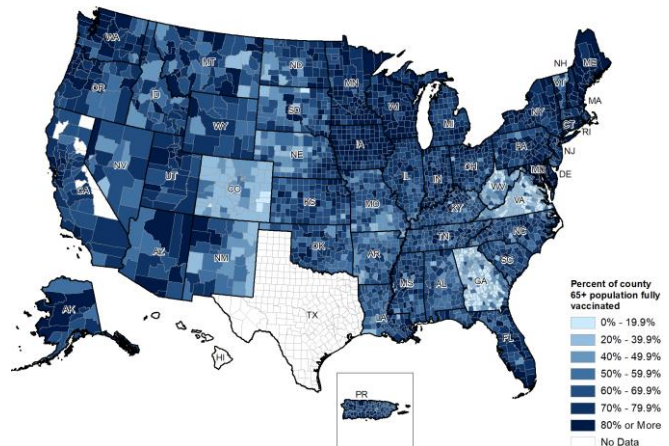 WA
MT
ND
MN
ME
NH
VT
OR
ID
SD
WI
NY
MA
WY
MI
CT
RI
NE
IA
PA
NJ
NV
UT
CO
IL
IN
OH
MD
DE
CA
KS
MO
WV
VA
KY
AZ
NM
OK
AR
TN
NC
SC
MS
AL
GA
TX
LA
FL
AK
HI
PR
Percent of county
65+ population fully
vaccinated
0% - 19.9%
20% - 39.9%
40% - 49.9%
50% - 59.9%
60% - 69.9%
70% - 79.9%
80% or More
No Data